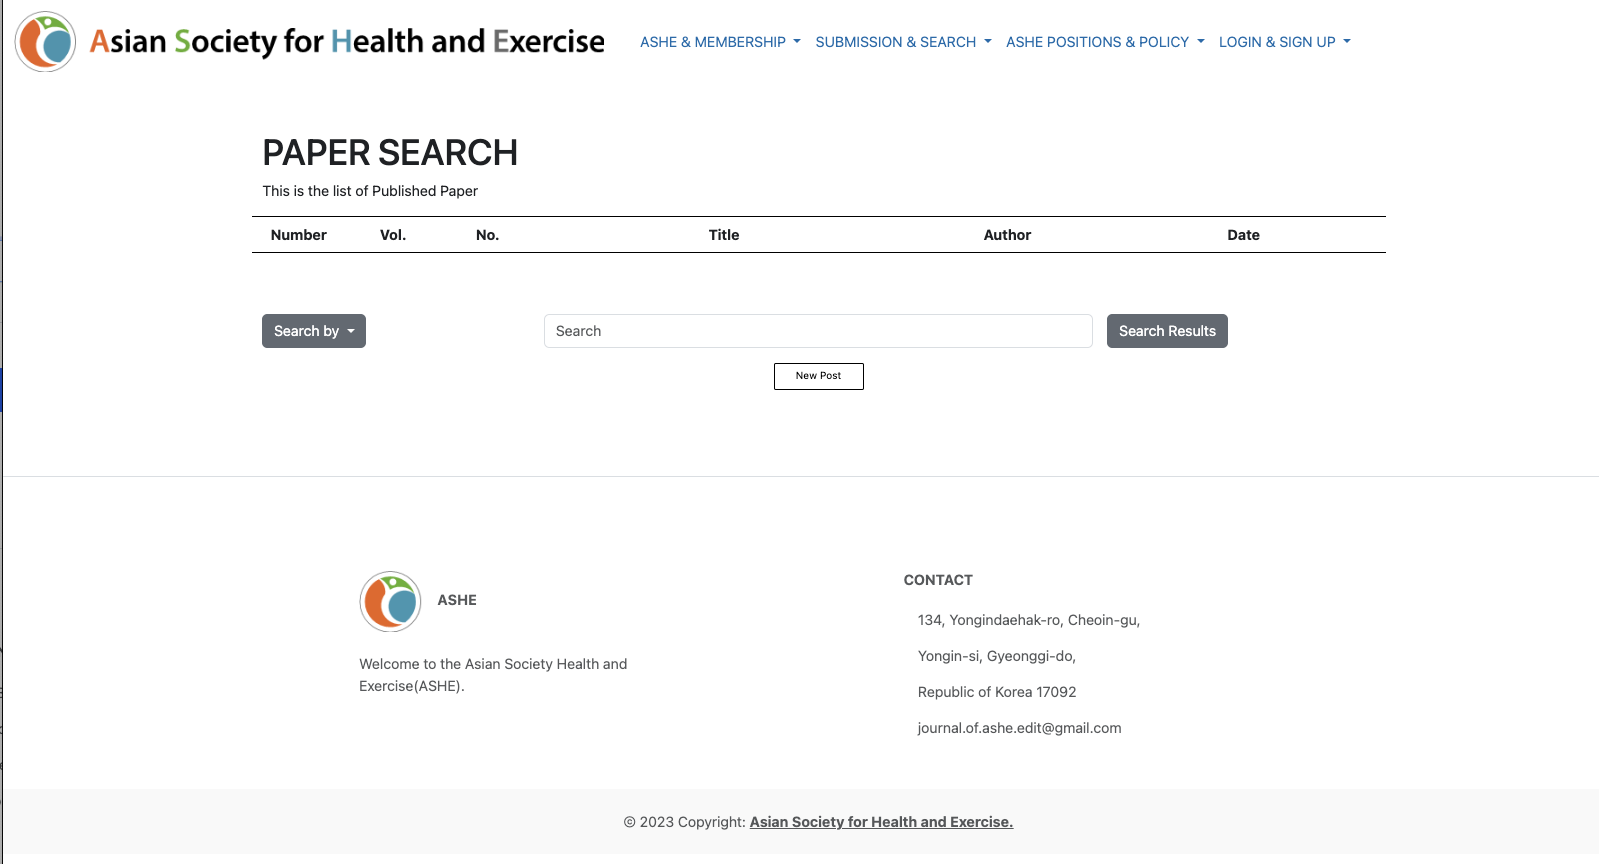 Asian Society for Health and Exercise
ASHE & MEMBERSHIP SUBMISSION & SEARCH ASHE POSITIONS & POLICY LOGIN & SIGN UP
PAPER SEARCH
This is the list of Published Paper
Number Vol. No. Title Author Date
Search by Search Search Results
New Post
ASHE
Welcome to the Asian Society Health and
Exercise(ASHE).
CONTACT
134, Yongindaehak-ro, Cheoin-gu,
Yongin-si, Gyeonggi-do,
Republic of Korea 17092
journal.of.ashe.edit@gmail.com
© 2023 Copyright: Asian Society for Health and Exercise.